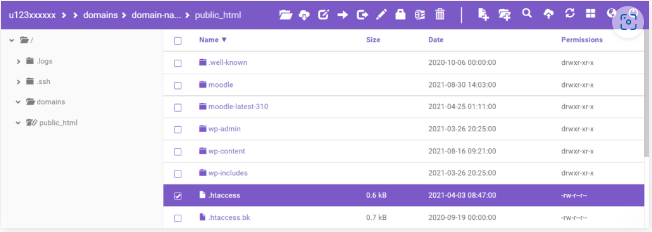 u123xxxxxx > > domains > domain-na... > public_html
/
.logs
.ssh
domains
public_html
Name ▼ Size Date Permissions
.well-known 2020-10-06 00:00:00 drwxr-xr-x
moodle 2021-08-30 14:03:00 drwxr-xr-x
moodle-latest-310 2021-04-25 01:11:00 drwxr-xr-x
wp-admin 2021-03-26 20:25:00 drwxr-xr-x
wp-content 2021-08-16 09:21:00 drwxr-xr-x
wp-includes 2021-03-26 20:25:00 drwxr-xr-x
.htaccess 0.6 kB 2021-04-03 08:47:00 -rw-r--r--
.htaccess.bk 0.7 kB 2020-09-19 00:00:00 -rw-r--r--